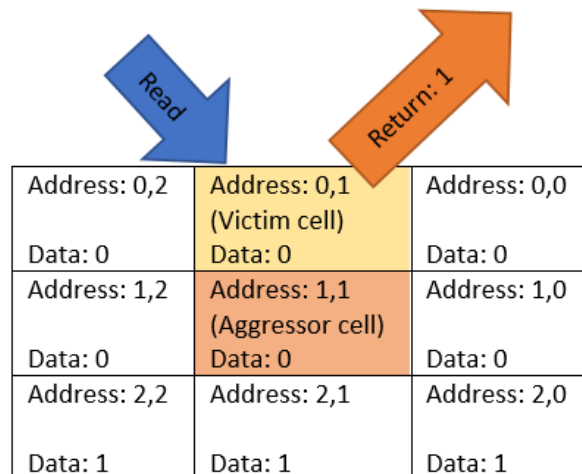 Read
Return: 1
Address: 0,2
Data: 0
Address: 0,1
(Victim cell)
Data: 0
Address: 0,0
Data: 0
Address: 1,2
Data: 0
Address: 1,1
(Aggressor cell)
Data: 0
Address: 1,0
Data: 0
Address: 2,2
Data: 1
Address: 2,1
Data: 1
Address: 2,0
Data: 1